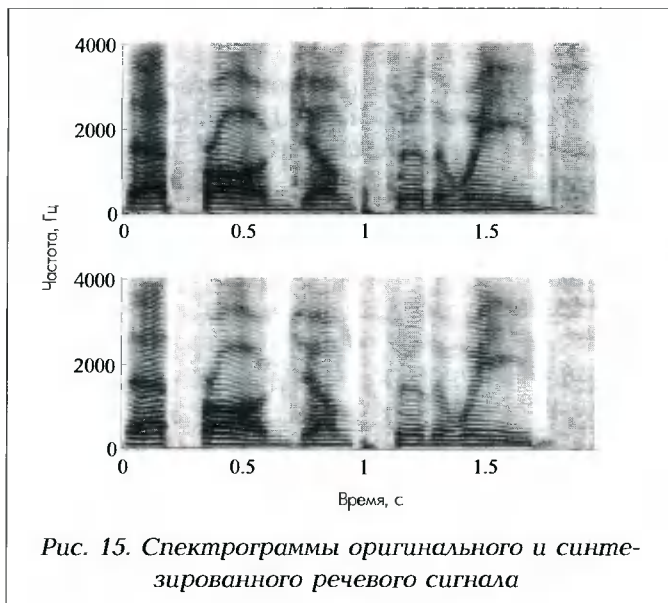 4000
2000
0
0 0.5 1 1.5
Частота, Гц
4000
2000
0
0 0.5 1 1.5
Время, с
Рис. 15. Спектрограммы оригинального и синте-
зированного речевого сигнала